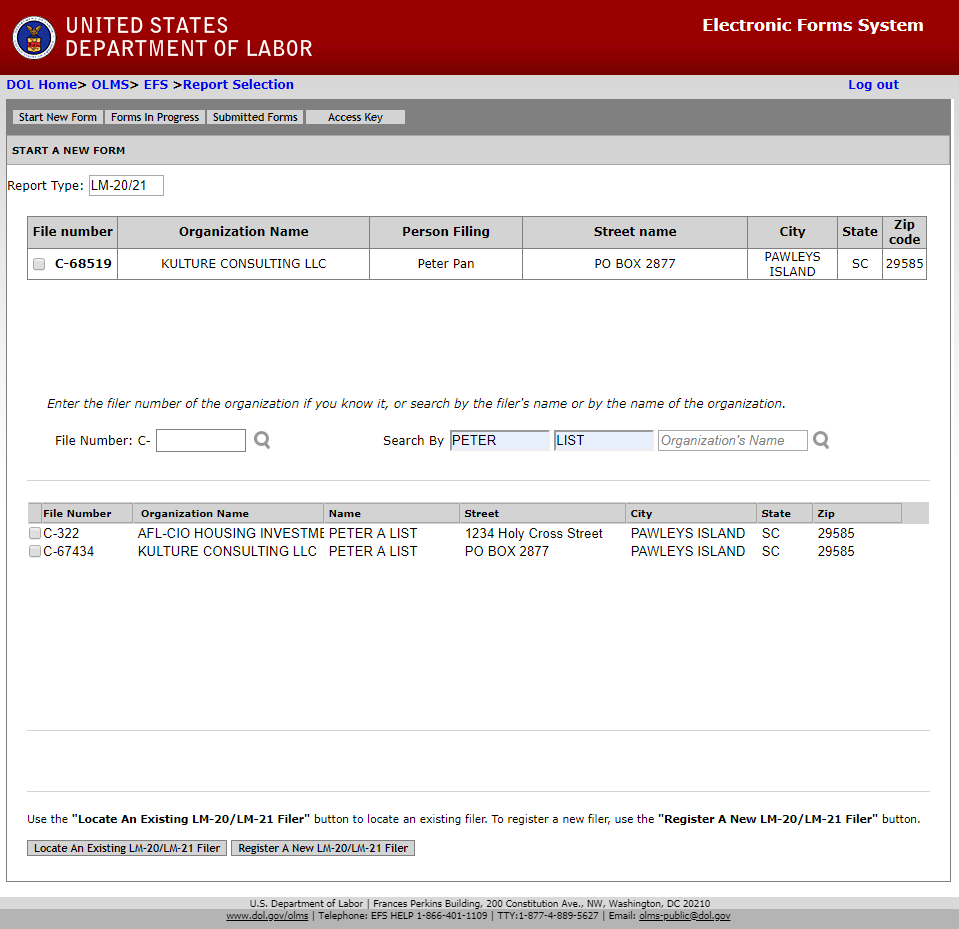 UNITED STATES
DEPARTMENT OF LABOR
Electronic Forms System
DOL Home> OLMS> EFS >Report Selection
Log out
Start New Form
Forms In Progress
Submitted Forms
Access Key
START A NEW FORM
Report Type: LM-20/21
File number Organization Name Person Filing Street name City State Zip code
C-68519 KULTURE CONSULTING LLC Peter Pan PO BOX 2877 PAWLEYS ISLAND SC 29585
Enter the filer number of the organization if you know it, or search by the filer's name or by the name of the organization.
File Number: C-
Search By PETER LIST Organization's Name
File Number Organization Name Name Street City State Zip
C-322 AFL-CIO HOUSING INVESTME PETER A LIST 1234 Holy Cross Street PAWLEYS ISLAND SC 29585
C-67434 KULTURE CONSULTING LLC PETER A LIST PO BOX 2877 PAWLEYS ISLAND SC 29585
Use the "Locate An Existing LM-20/LM-21 Filer" button to locate an existing filer. To register a new filer, use the "Register A New LM-20/LM-21 Filer" button.
Locate An Existing LM-20/LM-21 Filer
Register A New LM-20/LM-21 Filer
U.S. Department of Labor | Frances Perkins Building, 200 Constitution Ave., NW, Washington, DC 20210
www.dol.gov/olms | Telephone: EFS HELP 1-866-401-1109 | TTY:1-877-4-889-5627 | Email: olms-public@dol.gov